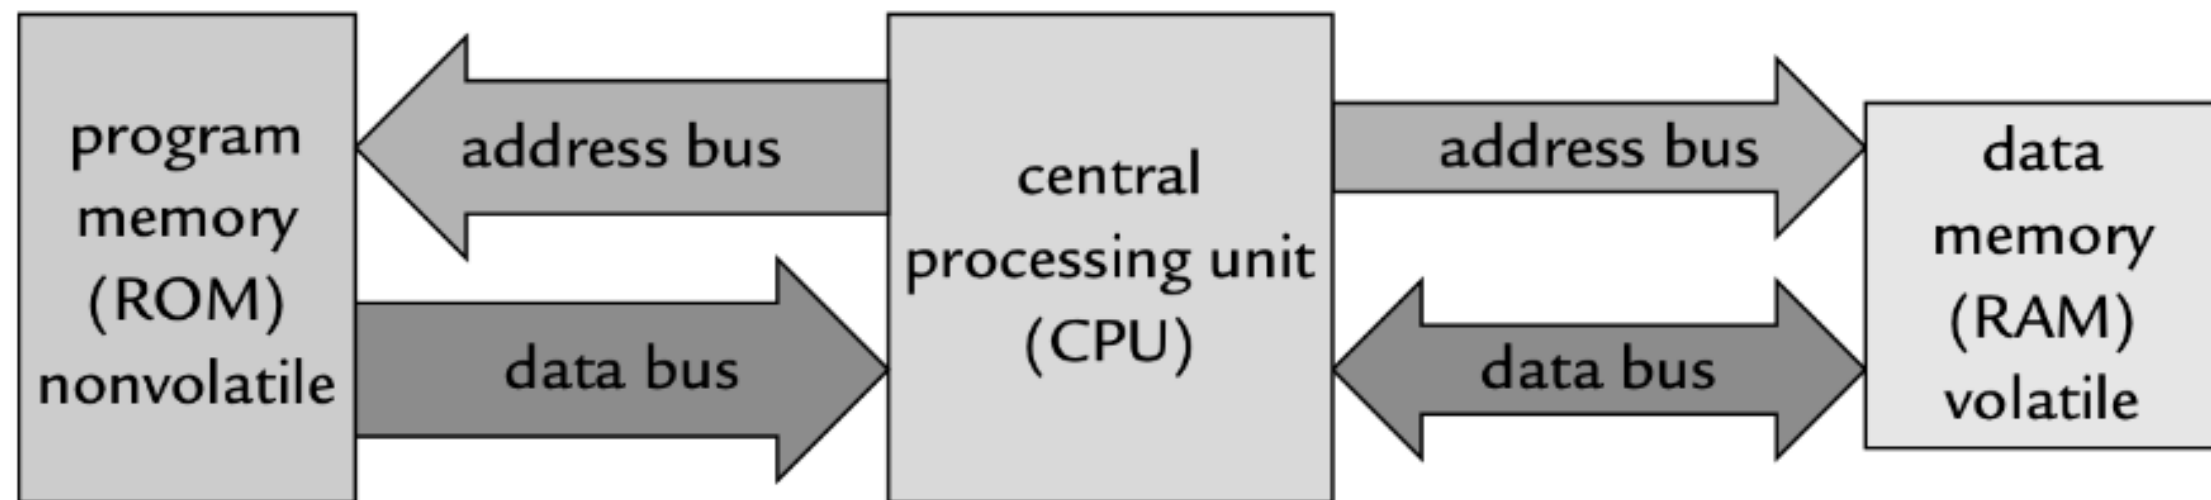 program
memory
(ROM)
nonvolatile
address bus
data bus
central
processing unit
(CPU)
address bus
data bus
data
memory
(RAM)
volatile